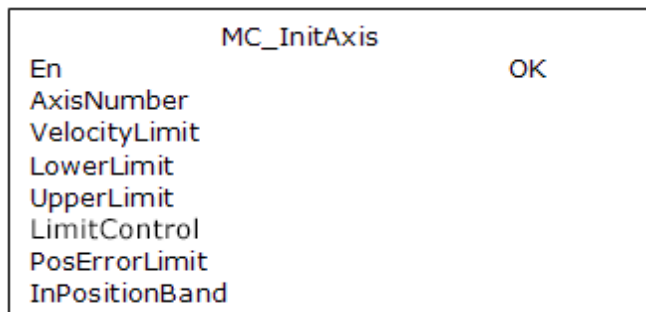 MC_InitAxis
En OK
AxisNumber
VelocityLimit
LowerLimit
UpperLimit
LimitControl
PosErrorLimit
InPositionBand